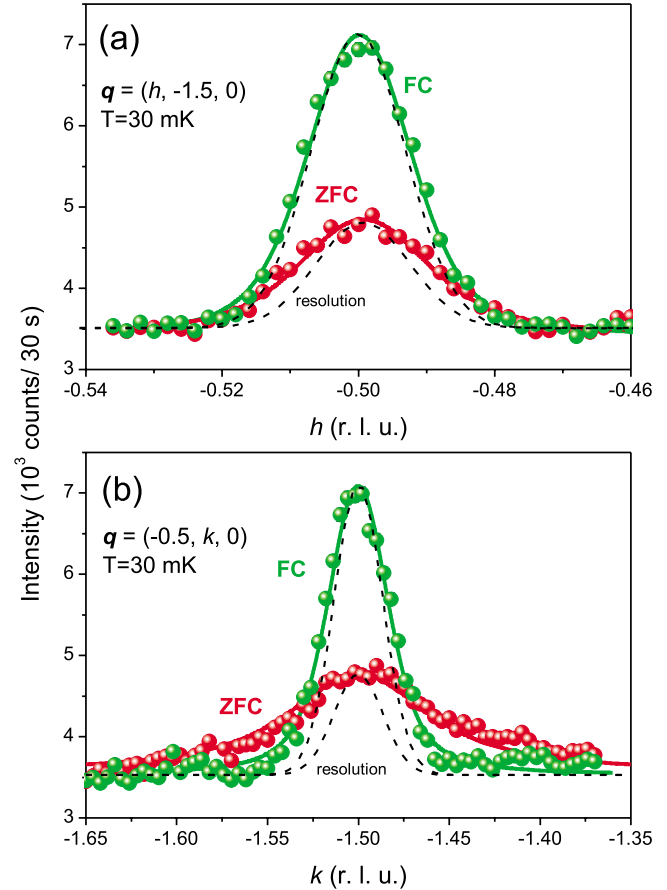 (a)
q = (h, -1.5, 0)
T=30 mK
FC
ZFC
resolution
7
6
5
4
3
-0.54 -0.52 -0.50 -0.48 -0.46
h (r. l. u.)
Intensity (10³ counts/ 30 s)
(b)
q = (-0.5, k, 0)
T=30 mK
FC
ZFC
resolution
7
6
5
4
3
-1.65 -1.60 -1.55 -1.50 -1.45 -1.40 -1.35
k (r. l. u.)